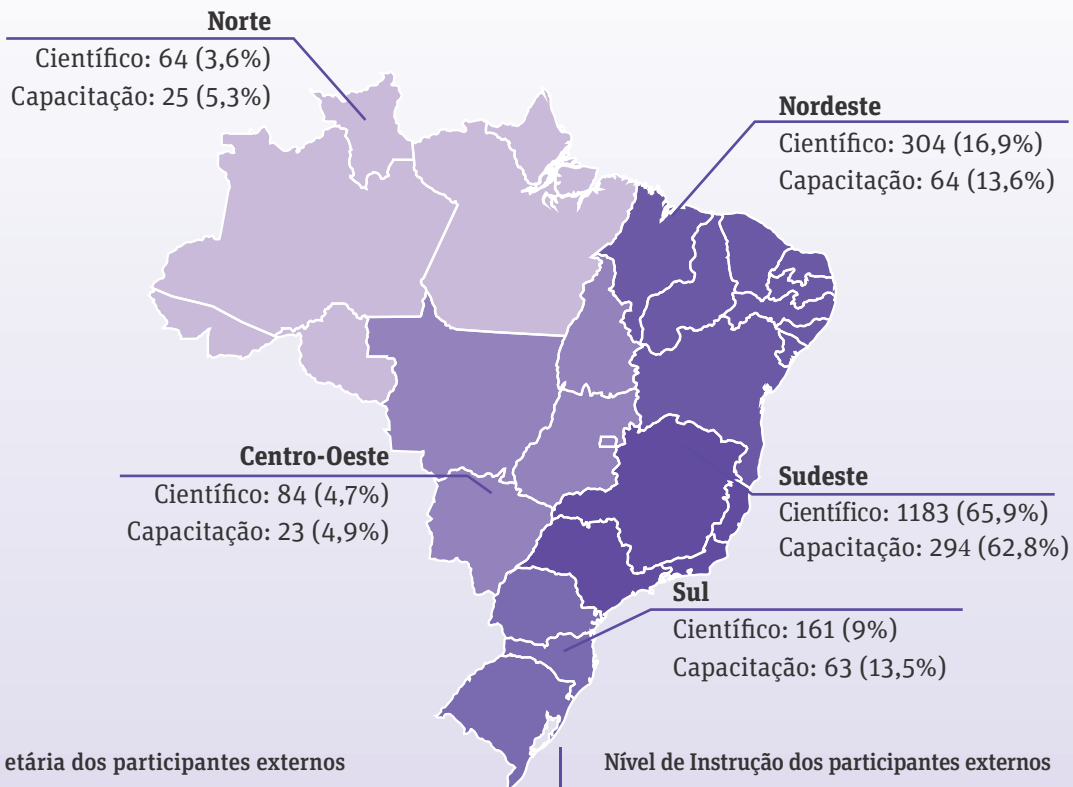 Norte
Científico: 64 (3,6%)
Capacitação: 25 (5,3%)
Nordeste
Científico: 304 (16,9%)
Capacitação: 64 (13,6%)
Centro-Oeste
Científico: 84 (4,7%)
Capacitação: 23 (4,9%)
Sudeste
Científico: 1183 (65,9%)
Capacitação: 294 (62,8%)
Sul
Científico: 161 (9%)
Capacitação: 63 (13,5%)
etária dos participantes externos
Nível de Instrução dos participantes externos